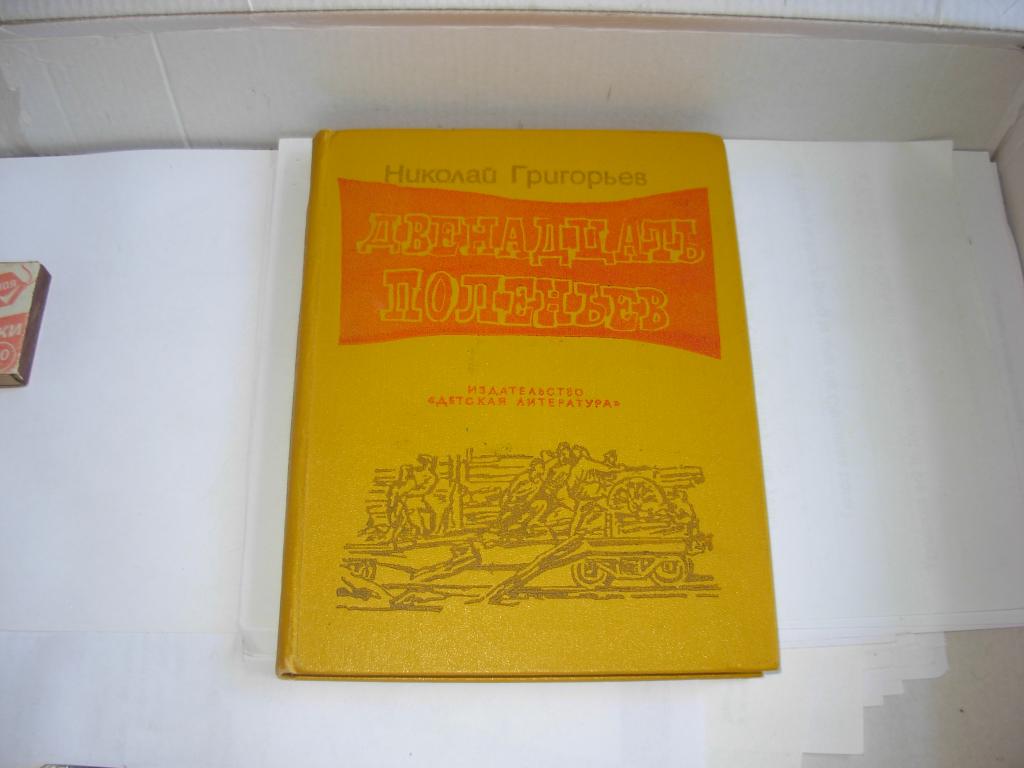 Николай Григорьев
ДВЕНАДЦАТЬ
ПОЛЕНЬЕВ
ИЗДАТЕЛЬСТВО
«ДЕТСКАЯ ЛИТЕРАТУРА»